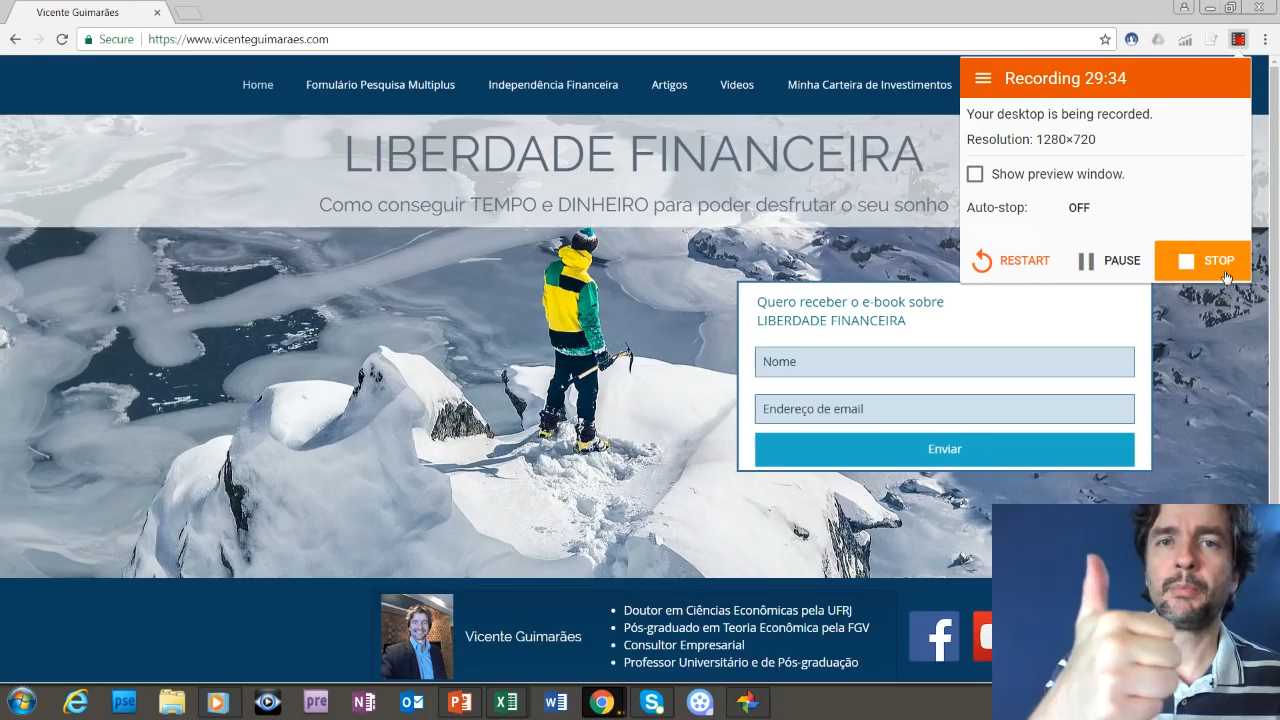 Vicente Guimarães
Secure
https://www.vicenteguimaraes.com
Recording 29:34
Your desktop is being recorded.
Resolution: 1280×720
Show preview window.
Auto-stop: OFF
RESTART
PAUSE
STOP
Home
Fomulário Pesquisa Multiplus
Independência Financeira
Artigos
Videos
Minha Carteira de Investimentos
LIBERDADE FINANCEIRA
Como conseguir TEMPO e DINHEIRO para poder desfrutar o seu sonho
Quero receber o e-book sobre
LIBERDADE FINANCEIRA
Nome
Endereço de email
Enviar
Vicente Guimarães
Doutor em Ciências Econômicas pela UFRJ
Pós-graduado em Teoria Econômica pela FGV
Consultor Empresarial
Professor Universitário e de Pós-graduação
pse
pre